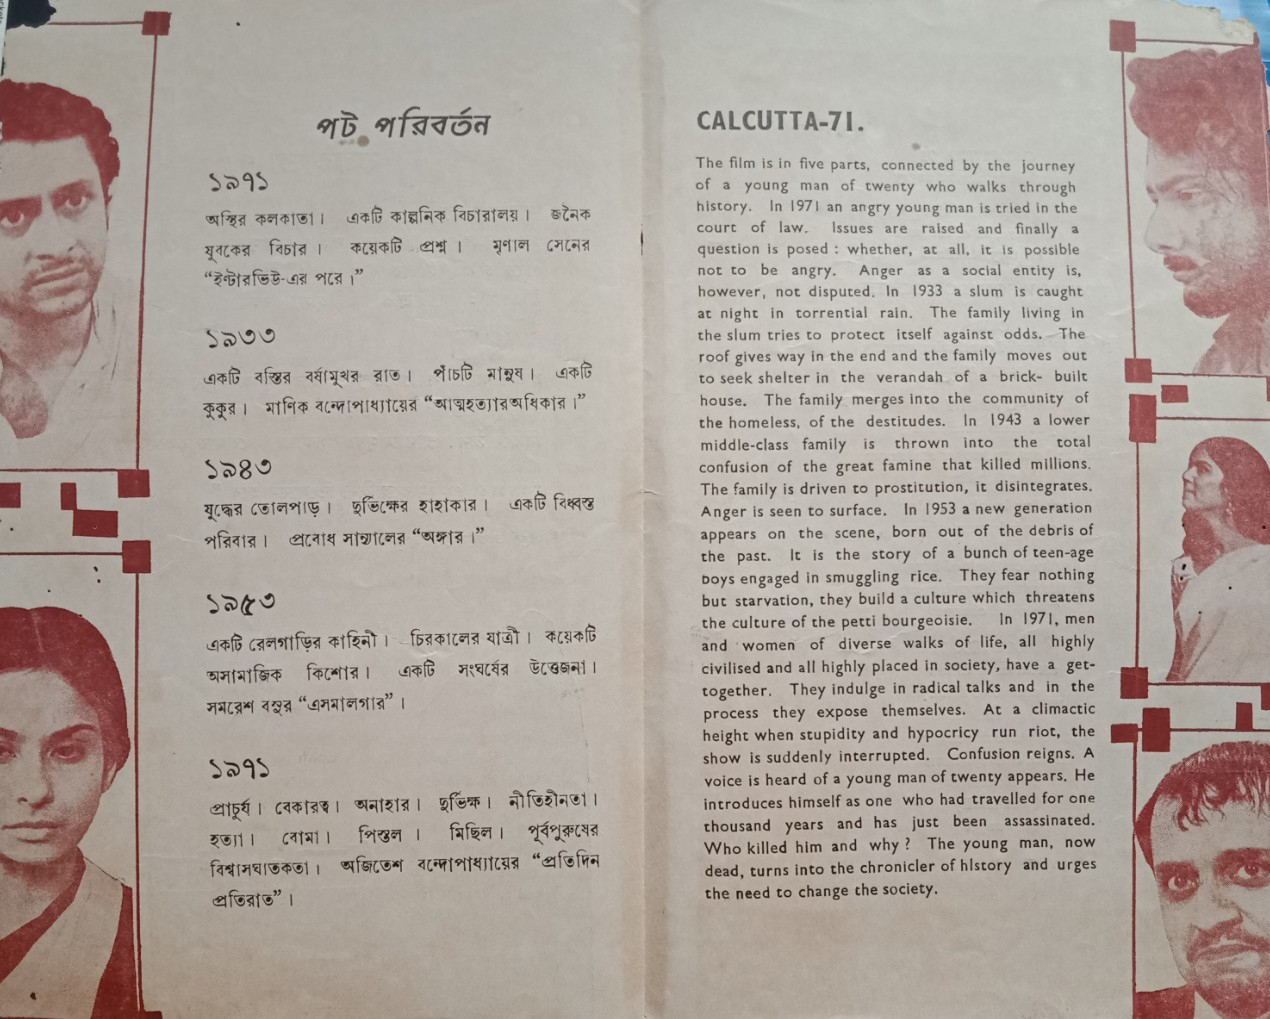 পট পরিবর্তন
১৯৭১
অস্থির কলকাতা। একটি কাল্পনিক বিচারালয়। জনৈক
যুবকের বিচার। কয়েকটি প্রশ্ন। মৃণাল সেনের
“ইন্টারভিউ-এর পরে।”
১৯৩৩
একটি বস্তির বর্ষামুখর রাত। পাঁচটি মানুষ। একটি
কুকুর। মানিক বন্দোপাধ্যায়ের “আত্মহত্যারঅধিকার।”
১৯৪৩
যুদ্ধের তোলপাড়। দুর্ভিক্ষের হাহাকার। একটি বিধ্বস্ত
পরিবার। প্রবোধ সান্যালের “অঙ্গার।”
১৯৫৩
একটি রেলগাড়ির কাহিনী। চিরকালের যাত্রী। কয়েকটি
অসামাজিক কিশোর। একটি সংঘর্ষের উত্তেজনা।
সমরেশ বসুর “এসমালগার”।
১৯৭১
প্রাচুর্য। বেকারত্ব। অনাহার। দুর্ভিক্ষ। নীতিহীনতা।
হত্যা। বোমা। পিস্তল। মিছিল। পূর্বপুরুষের
বিশ্বাসঘাতকতা। অজিতেশ বন্দোপাধ্যায়ের “প্রতিদিন
প্রতিরাত”।
CALCUTTA-71.
The film is in five parts, connected by the journey
of a young man of twenty who walks through
history. In 1971 an angry young man is tried in the
court of law. Issues are raised and finally a
question is posed : whether, at all, it is possible
not to be angry. Anger as a social entity is,
however, not disputed. In 1933 a slum is caught
at night in torrential rain. The family living in
the slum tries to protect itself against odds. The
roof gives way in the end and the family moves out
to seek shelter in the verandah of a brick- built
house. The family merges into the community of
the homeless, of the destitudes. In 1943 a lower
middle-class family is thrown into the total
confusion of the great famine that killed millions.
The family is driven to prostitution, it disintegrates.
Anger is seen to surface. In 1953 a new generation
appears on the scene, born out of the debris of
the past. It is the story of a bunch of teen-age
boys engaged in smuggling rice. They fear nothing
but starvation, they build a culture which threatens
the culture of the petti bourgeoisie. In 1971, men
and women of diverse walks of life, all highly
civilised and all highly placed in society, have a get-
together. They indulge in radical talks and in the
process they expose themselves. At a climactic
height when stupidity and hypocricy run riot, the
show is suddenly interrupted. Confusion reigns. A
voice is heard of a young man of twenty appears. He
introduces himself as one who had travelled for one
thousand years and has just been assassinated.
Who killed him and why ? The young man, now
dead, turns into the chronicler of hIstory and urges
the need to change the society.